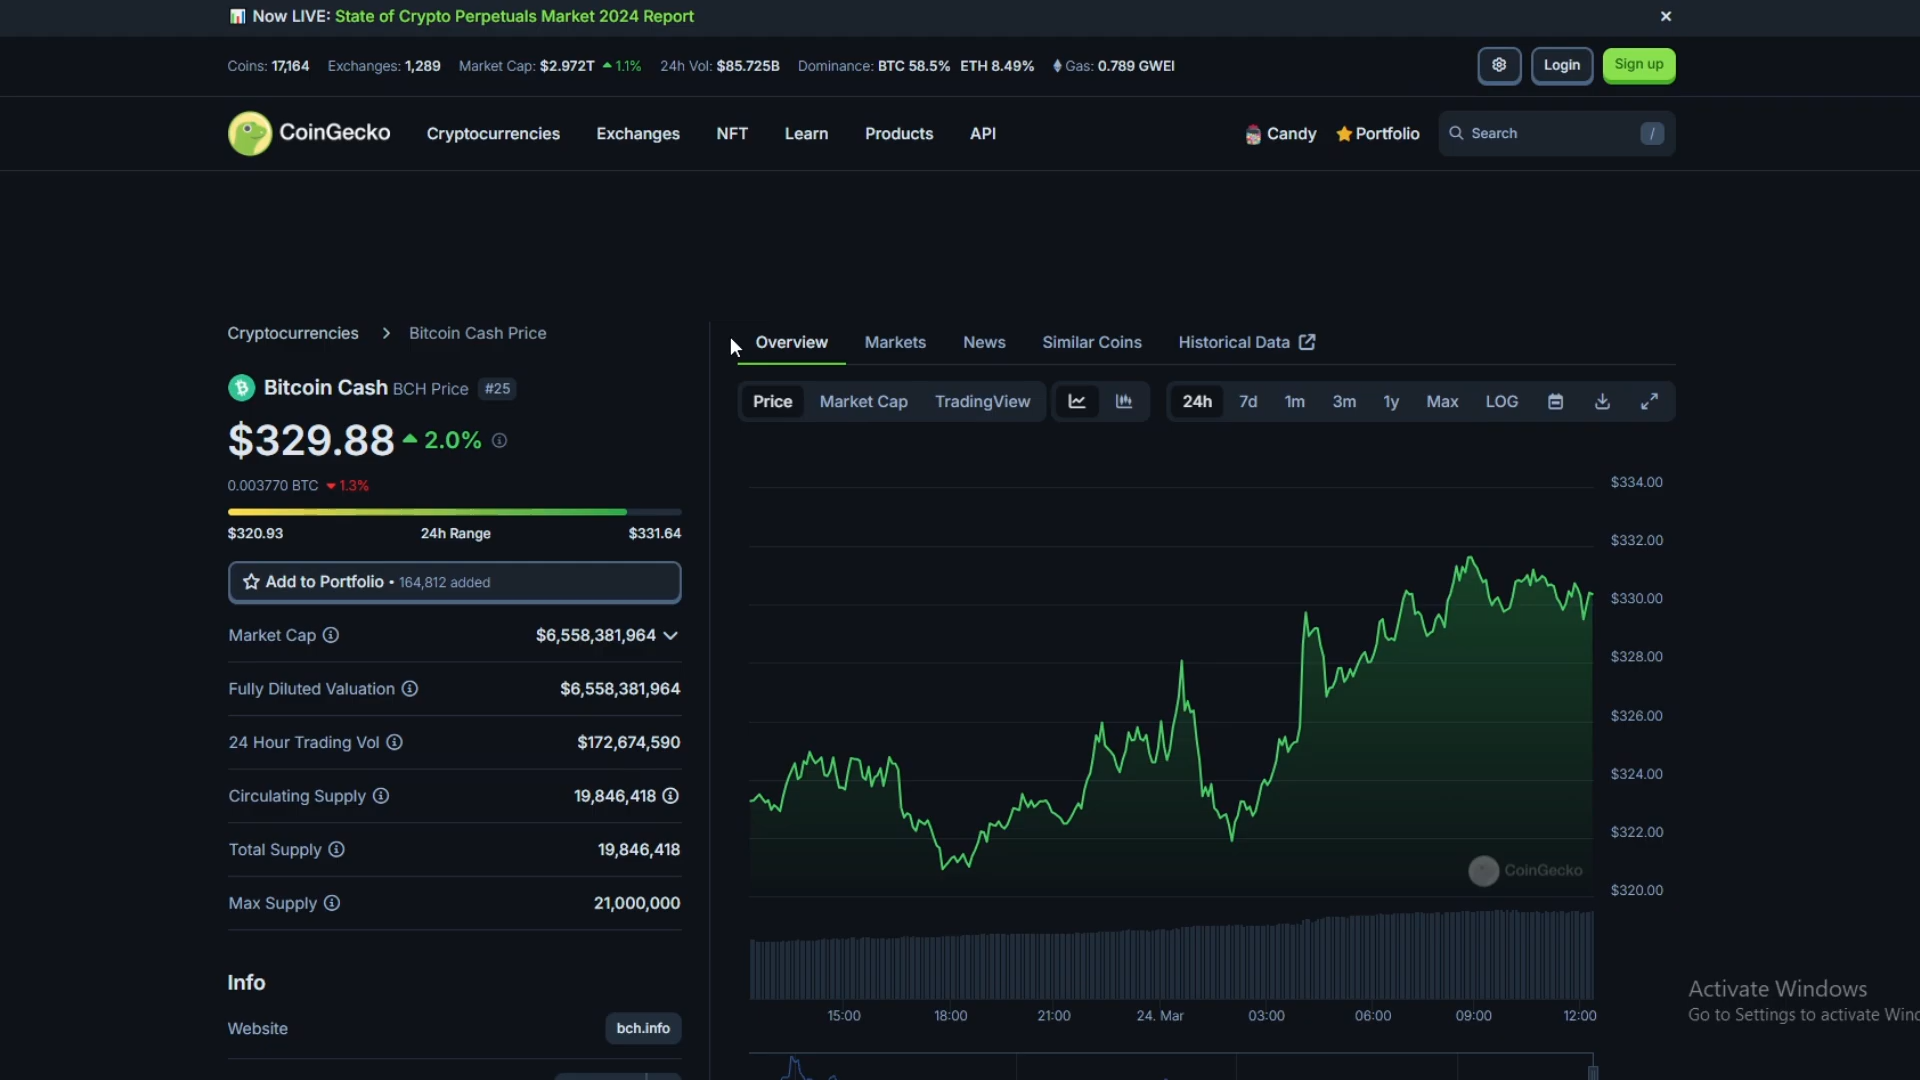 Now LIVE: State of Crypto Perpetuals Market 2024 Report
Coins: 17,164 Exchanges: 1,289 Market Cap: $2.972T 1.1% 24h Vol: $85.725B Dominance: BTC 58.5% ETH 8.49% Gas: 0.789 GWEI
Login
Sign up
CoinGecko
Cryptocurrencies Exchanges NFT Learn Products API
Candy Portfolio Search /
Cryptocurrencies > Bitcoin Cash Price
Bitcoin Cash BCH Price #25
$329.88 2.0%
0.003770 BTC 1.3%
$320.93 24h Range $331.64
Add to Portfolio • 164,812 added
Market Cap $6,558,381,964
Fully Diluted Valuation $6,558,381,964
24 Hour Trading Vol $172,674,590
Circulating Supply 19,846,418
Total Supply 19,846,418
Max Supply 21,000,000
Info
Website bch.info
Overview Markets News Similar Coins Historical Data
Price Market Cap TradingView 24h 7d 1m 3m 1y Max LOG
$334.00
$332.00
$330.00
$328.00
$326.00
$324.00
$322.00
$320.00
CoinGecko
15:00 18:00 21:00 24. Mar 03:00 06:00 09:00 12:00
Activate Windows
Go to Settings to activate Wind